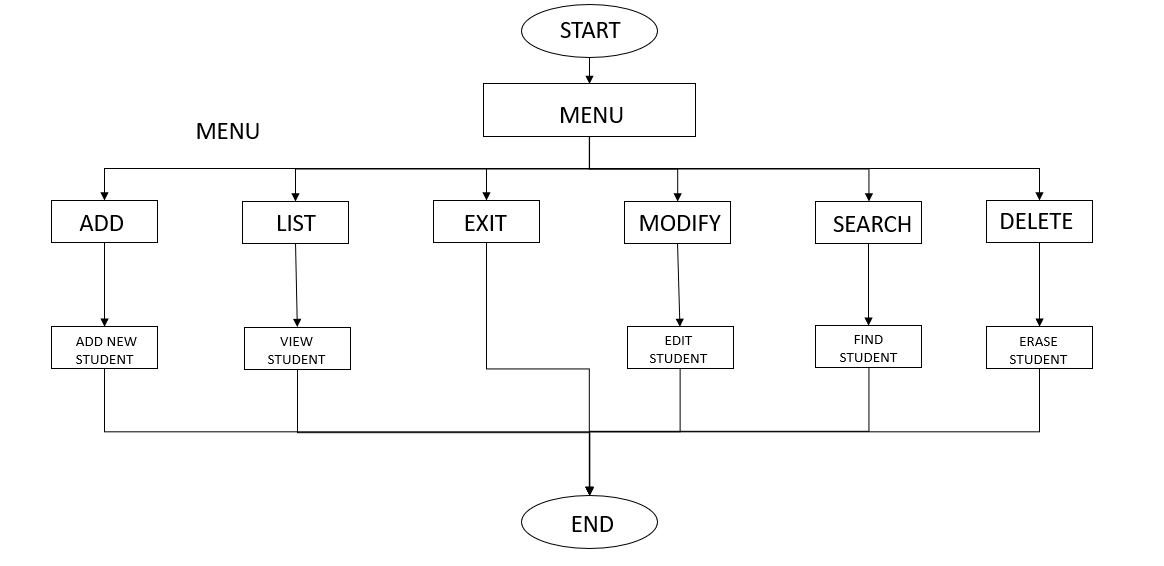 START
MENU
MENU
ADD
LIST
EXIT
MODIFY
SEARCH
DELETE
ADD NEW
STUDENT
VIEW
STUDENT
EDIT
STUDENT
FIND
STUDENT
ERASE
STUDENT
END